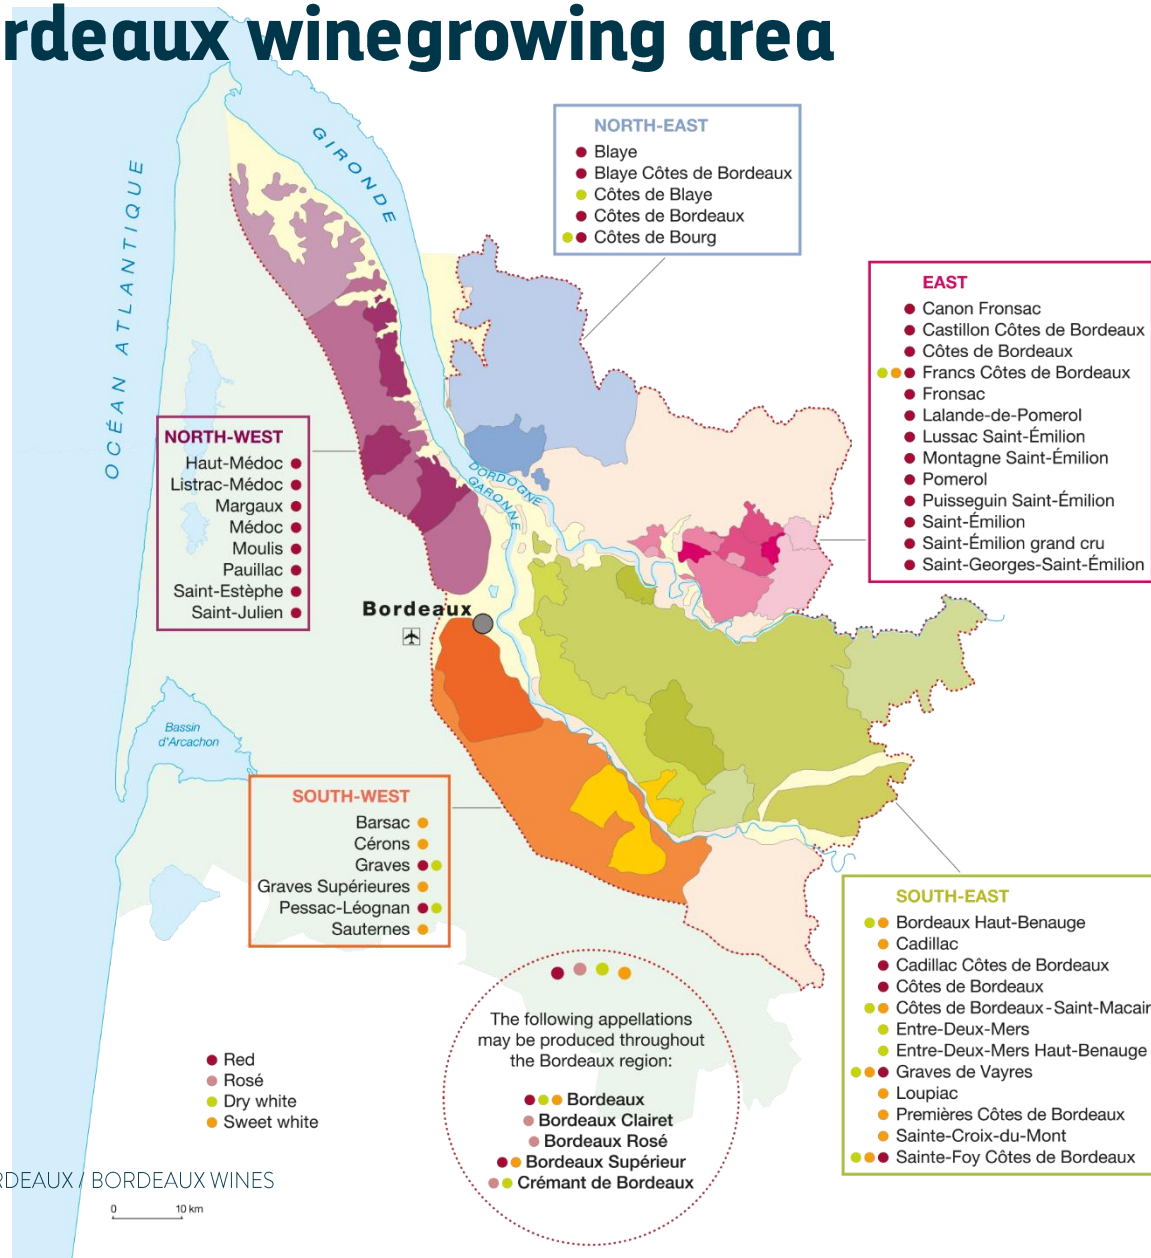 rdeaux winegrowing area
GIRONDE
OCÉAN ATLANTIQUE
NORTH-EAST
Blaye
Blaye Côtes de Bordeaux
Côtes de Blaye
Côtes de Bordeaux
Côtes de Bourg
EAST
Canon Fronsac
Castillon Côtes de Bordeaux
Côtes de Bordeaux
Francs Côtes de Bordeaux
Fronsac
Lalande-de-Pomerol
Lussac Saint-Émilion
Montagne Saint-Émilion
Pomerol
Puisseguin Saint-Émilion
Saint-Émilion
Saint-Émilion grand cru
Saint-Georges-Saint-Émilion
NORTH-WEST
Haut-Médoc
Listrac-Médoc
Margaux
Médoc
Moulis
Pauillac
Saint-Estèphe
Saint-Julien
DORDOGNE
GARONNE
Bordeaux
Bassin
d'Arcachon
SOUTH-WEST
Barsac
Cérons
Graves
Graves Supérieures
Pessac-Léognan
Sauternes
SOUTH-EAST
Bordeaux Haut-Benauge
Cadillac
Cadillac Côtes de Bordeaux
Côtes de Bordeaux
Côtes de Bordeaux-Saint-Macair
Entre-Deux-Mers
Entre-Deux-Mers Haut-Benauge
Graves de Vayres
Loupiac
Premières Côtes de Bordeaux
Sainte-Croix-du-Mont
Sainte-Foy Côtes de Bordeaux
The following appellations
may be produced throughout
the Bordeaux region:
Bordeaux
Bordeaux Clairet
Bordeaux Rosé
Bordeaux Supérieur
Crémant de Bordeaux
Red
Rosé
Dry white
Sweet white
RDEAUX / BORDEAUX WINES
0 10 km